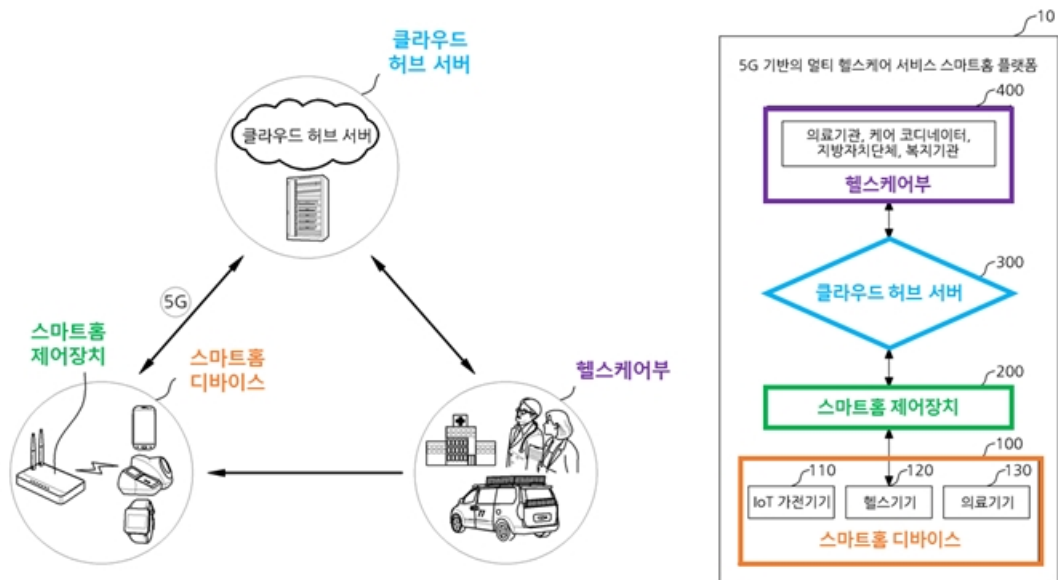 클라우드
허브 서버
클라우드 허브 서버
5G
스마트홈
제어장치
스마트홈
디바이스
헬스케어부
10
5G 기반의 멀티 헬스케어 서비스 스마트홈 플랫폼
400
의료기관, 케어 코디네이터,
지방자치단체, 복지기관
헬스케어부
300
클라우드 허브 서버
200
스마트홈 제어장치
100
110
120
130
IoT 가전기기
헬스기기
의료기기
스마트홈 디바이스